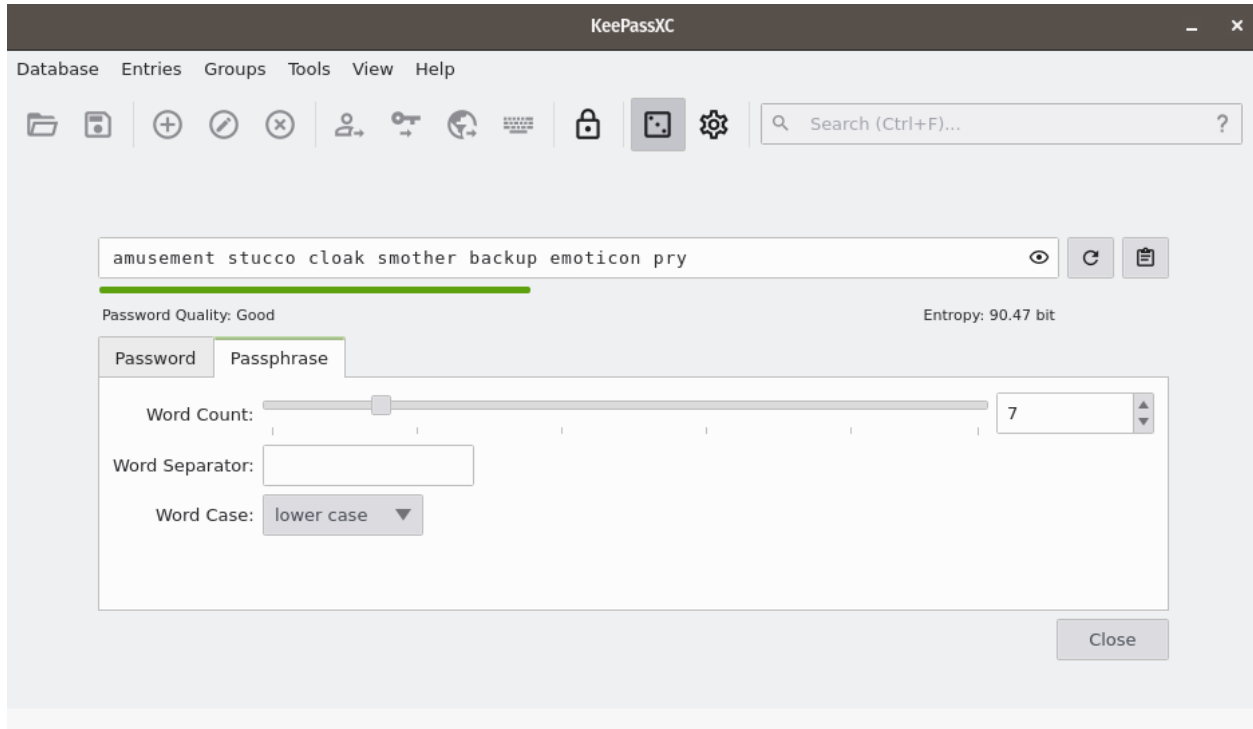 KeePassXC
Database Entries Groups Tools View Help
Search (Ctrl+F)... ?
amusement stucco cloak smother backup emoticon pry
Password Quality: Good Entropy: 90.47 bit
Password Passphrase
Word Count: 7
Word Separator:
Word Case: lower case
Close